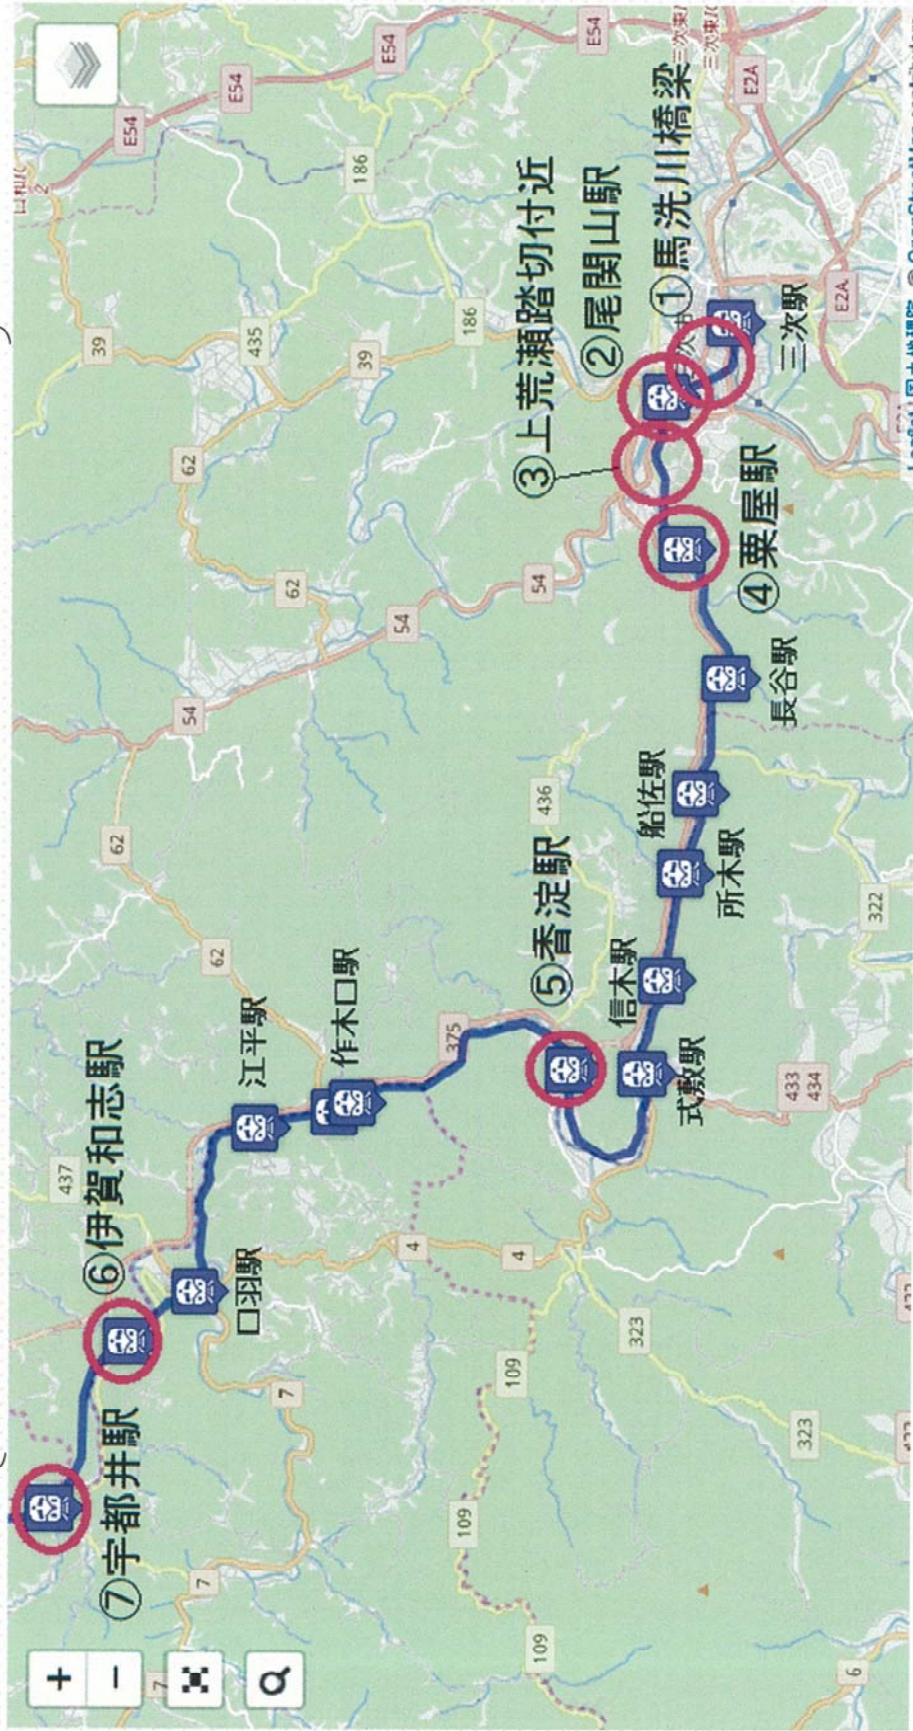 ⑦宇都井駅
⑥伊賀和志駅
口羽駅
江平駅
作木口駅
⑤香淀駅
式敷駅
信木駅
所木駅
船佐駅
長谷駅
④粟屋駅
③上荒瀬踏切付近
②尾関山駅
①馬洗川橋梁
三次駅
E54
E54
E54
E54
E2A
E2A
186
186
39
39
435
62
62
62
62
54
54
54
436
375
437
433
434
322
4
4
7
7
7
109
109
109
323
323
6
+
−